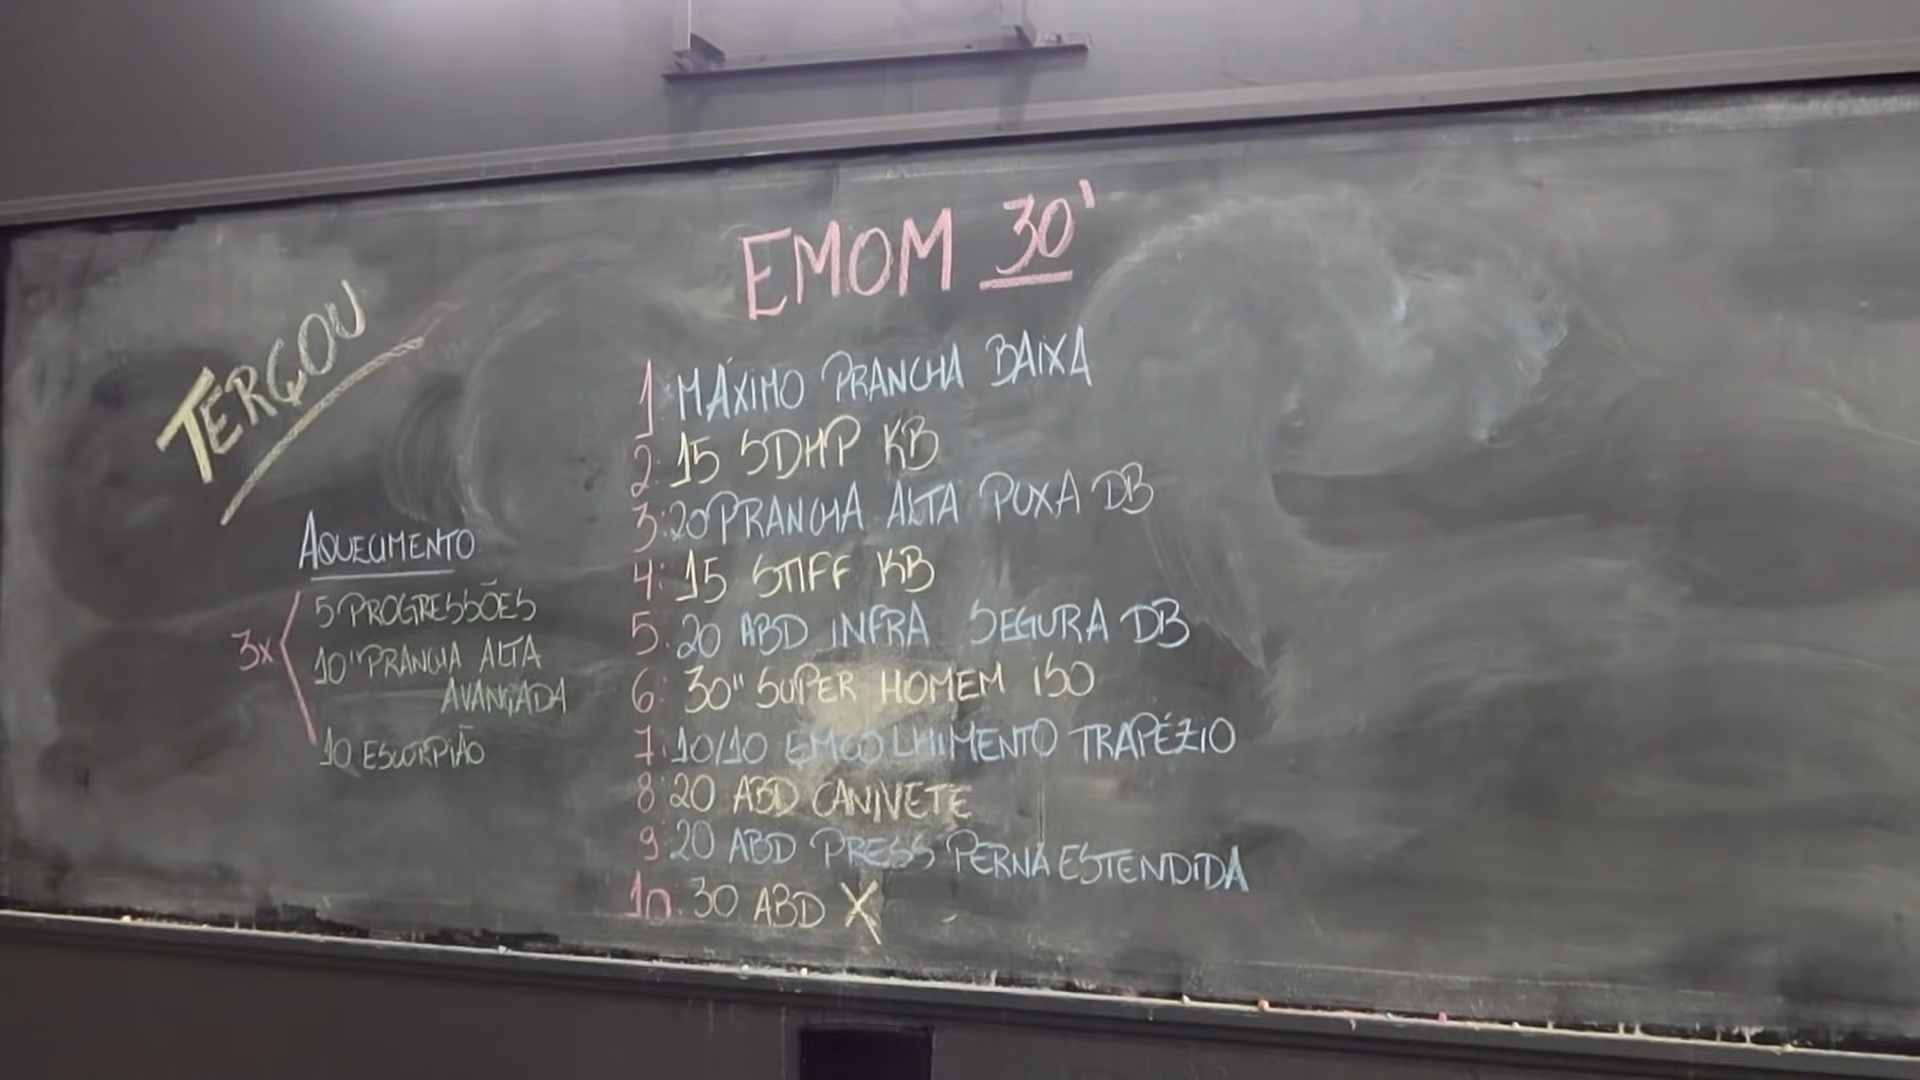 TERÇOU
AQUECIMENTO
3x
5 PROGRESSÕES
10" PRANCHA ALTA
AVANÇADA
10 ESCORPIÃO
EMOM 30'
1: MÁXIMO PRANCHA BAIXA
2: 15 SDHP KB
3: 20 PRANCHA ALTA PUXA DB
4: 15 STIFF KB
5. 20 ABD INFRA SEGURA DB
6: 30" SUPER HOMEM ISO
7: 10/10 ENCOLHIMENTO TRAPÉZIO
8 20 ABD CANIVETE
9 20 ABD PRESS PERNA ESTENDIDA
10. 30 ABD X